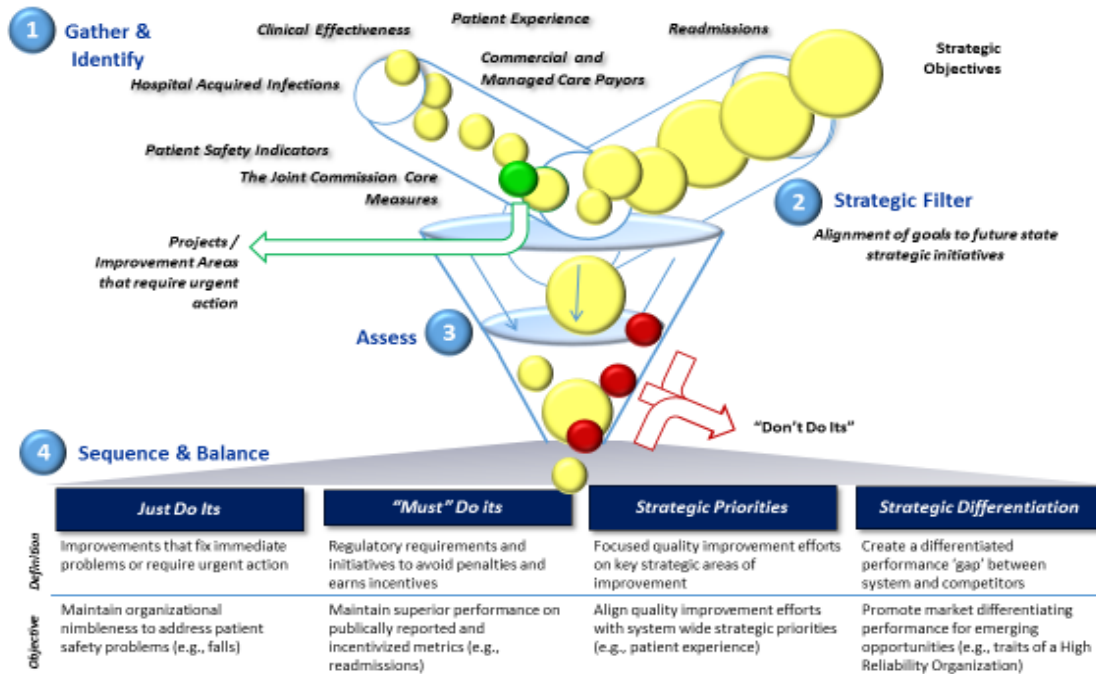 1
Gather &
Identify
Clinical Effectiveness
Patient Experience
Readmissions
Strategic
Objectives
Commercial and
Managed Care Payors
Hospital Acquired Infections
Patient Safety Indicators
The Joint Commission Core
Measures
2
Strategic Filter
Alignment of goals to future state
strategic initiatives
Projects /
Improvement Areas
that require urgent
action
Assess
3
"Don't Do Its"
4
Sequence & Balance
Just Do Its
"Must" Do its
Strategic Priorities
Strategic Differentiation
Definition
Improvements that fix immediate
problems or require urgent action
Regulatory requirements and
initiatives to avoid penalties and
earns incentives
Focused quality improvement efforts
on key strategic areas of
improvement
Create a differentiated
performance 'gap' between
system and competitors
Objective
Maintain organizational
nimbleness to address patient
safety problems (e.g., falls)
Maintain superior performance on
publically reported and
incentivized metrics (e.g.,
readmissions)
Align quality improvement efforts
with system wide strategic priorities
(e.g., patient experience)
Promote market differentiating
performance for emerging
opportunities (e.g., traits of a High
Reliability Organization)